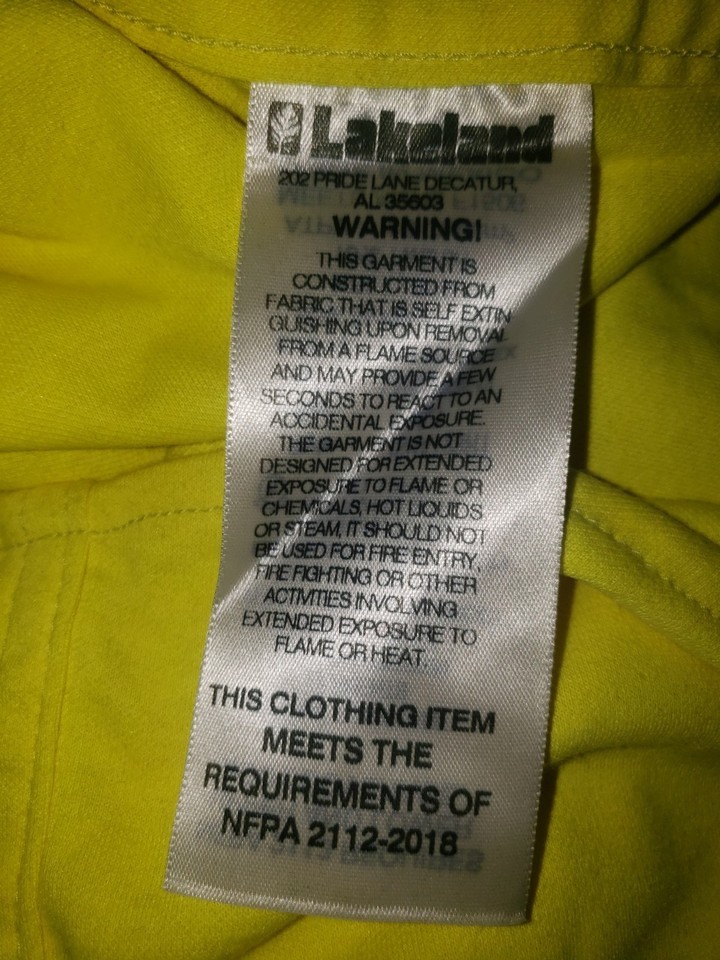 Lakeland
202 PRIDE LANE DECATUR,
AL 35603
WARNING!
THIS GARMENT IS
CONSTRUCTED FROM
FABRIC THAT IS SELF EXTIN
GUISHING UPON REMOVAL
FROM A FLAME SOURCE
AND MAY PROVIDE A FEW
SECONDS TO REACT TO AN
ACCIDENTAL EXPOSURE.
THE GARMENT IS NOT
DESIGNED FOR EXTENDED
EXPOSURE TO FLAME OR
CHEMICALS, HOT LIQUIDS
OR STEAM, IT SHOULD NOT
BE USED FOR FIRE ENTRY,
FIRE FIGHTING OR OTHER
ACTIVITIES INVOLVING
EXTENDED EXPOSURE TO
FLAME OR HEAT.
THIS CLOTHING ITEM
MEETS THE
REQUIREMENTS OF
NFPA 2112-2018